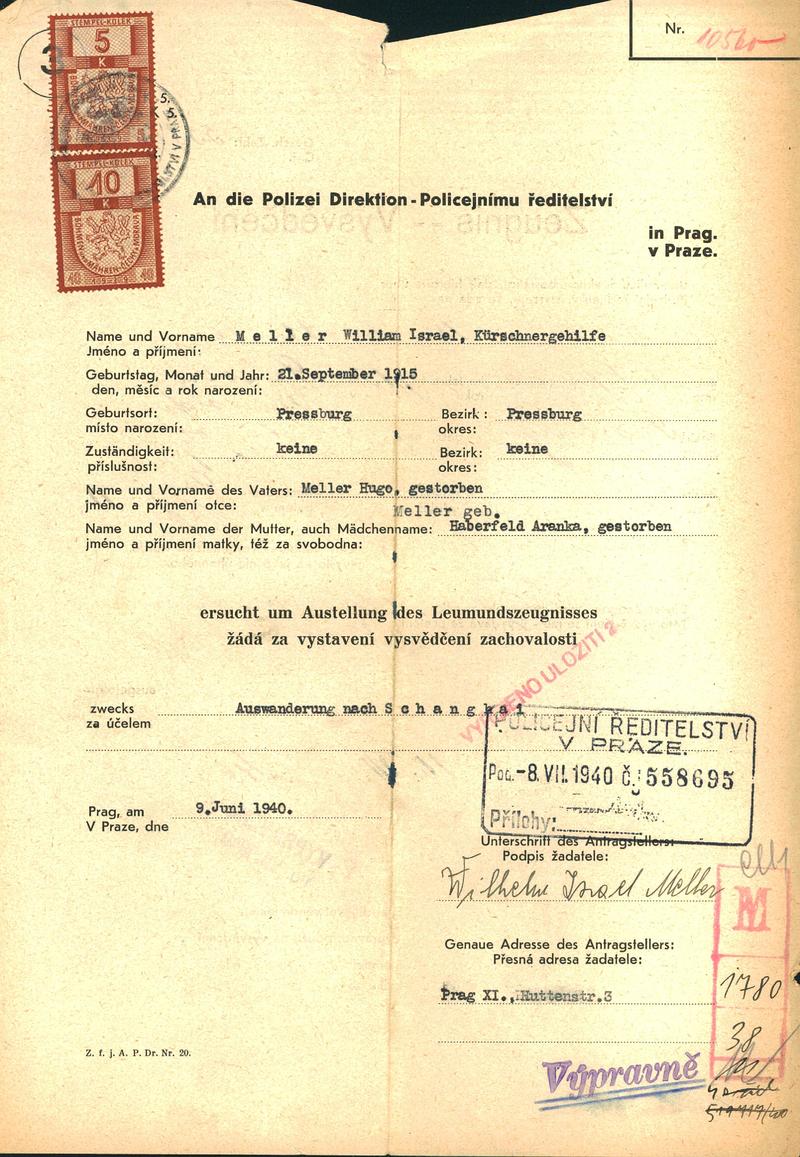 Nr. 10560
STEMPEL-KOLEK
5
K
STEMPEL-KOLEK
10
K
An die Polizei Direktion - Policejnímu ředitelství
in Prag.
v Praze.
Name und Vorname Meller William Israel, Kürschnergehilfe
Jméno a příjmení:
Geburtstag, Monat und Jahr: 21.September 1915
den, měsíc a rok narození:
Geburtsort: Pressburg Bezirk: Pressburg
místo narození: okres:
Zuständigkeit: keine Bezirk: keine
příslušnost: okres:
Name und Vorname des Vaters: Meller Hugo, gestorben
jméno a příjmení otce:
Meller geb.
Name und Vorname der Mutter, auch Mädchenname: Haberfeld Aranka, gestorben
jméno a příjmení matky, též za svobodna:
ersucht um Austellung des Leumundszeugnisses
žádá za vystavení vysvědčení zachovalosti
ULOŽITI 2
zwecks Auswanderung nach Schanghai
za účelem
POLICEJNÍ ŘEDITELSTVÍ
V PRAZE.
Pod. -8. VII. 1940 č. 558695
Přílohy:
Prag, am 9.Juni 1940.
V Praze, dne
Unterschrift des Antragstellers:
Podpis žadatele:
Wilhelm Israel Meller
M
Genaue Adresse des Antragstellers:
Přesná adresa žadatele:
Prag XI., Huttenstr.3
1780
38
Z. f. j. A. P. Dr. Nr. 20.
Výpravně